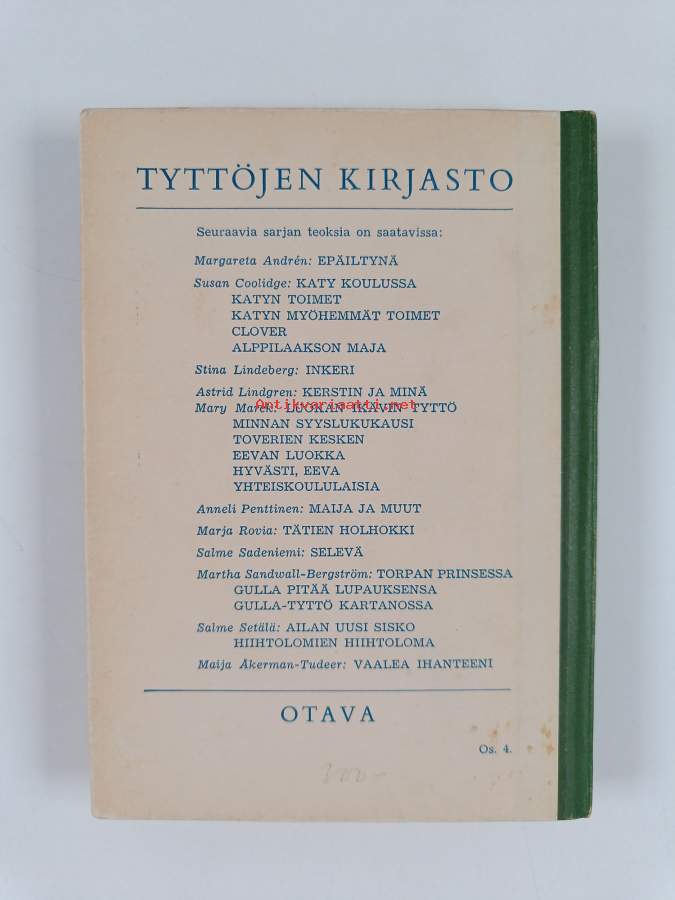 TYTTÖJEN KIRJASTO
Seuraavia sarjan teoksia on saatavissa:
Margareta Andrén: EPÄILTYNÄ
Susan Coolidge: KATY KOULUSSA
KATYN TOIMET
KATYN MYÖHEMMÄT TOIMET
CLOVER
ALPPILAAKSON MAJA
Stina Lindeberg: INKERI
Astrid Lindgren: KERSTIN JA MINÄ
Antikvariaatti.net
Mary Marck: LUOKAN IKÄVIN TYTTÖ
MINNAN SYYSLUKUKAUSI
TOVERIEN KESKEN
EEVAN LUOKKA
HYVÄSTI, EEVA
YHTEISKOULULAISIA
Anneli Penttinen: MAIJA JA MUUT
Marja Rovia: TÄTIEN HOLHOKKI
Salme Sadeniemi: SELEVÄ
Martha Sandwall-Bergström: TORPAN PRINSESSA
GULLA PITÄÄ LUPAUKSENSA
GULLA-TYTTÖ KARTANOSSA
Salme Setälä: AILAN UUSI SISKO
HIIHTOLOMIEN HIIHTOLOMA
Maija Åkerman-Tudeer: VAALEA IHANTEENI
OTAVA
Os. 4.